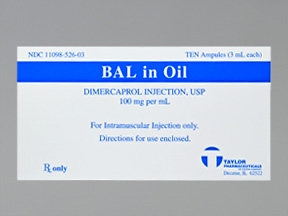 NDC 11098-526-03
TEN Ampules (3 mL each)
BAL in Oil
DIMERCAPROL INJECTION, USP
100 mg per mL
For Intramuscular Injection only.
Directions for use enclosed.
Rx only
TAYLOR
PHARMACEUTICALS
Decatur, IL 62522